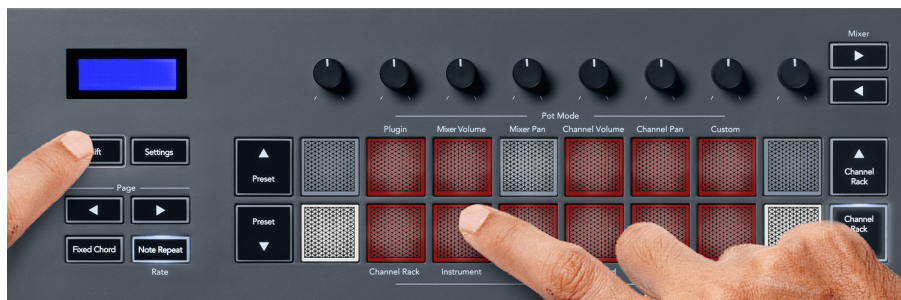 Mixer
Pot Mode
Plugin
Mixer Volume
Mixer Pan
Channel Volume
Channel Pan
Custom
Settings
Preset
Channel
Rack
Page
Preset
Channel
Rack
Fixed Chord
Note Repeat
Rate
Channel Rack
Instrument